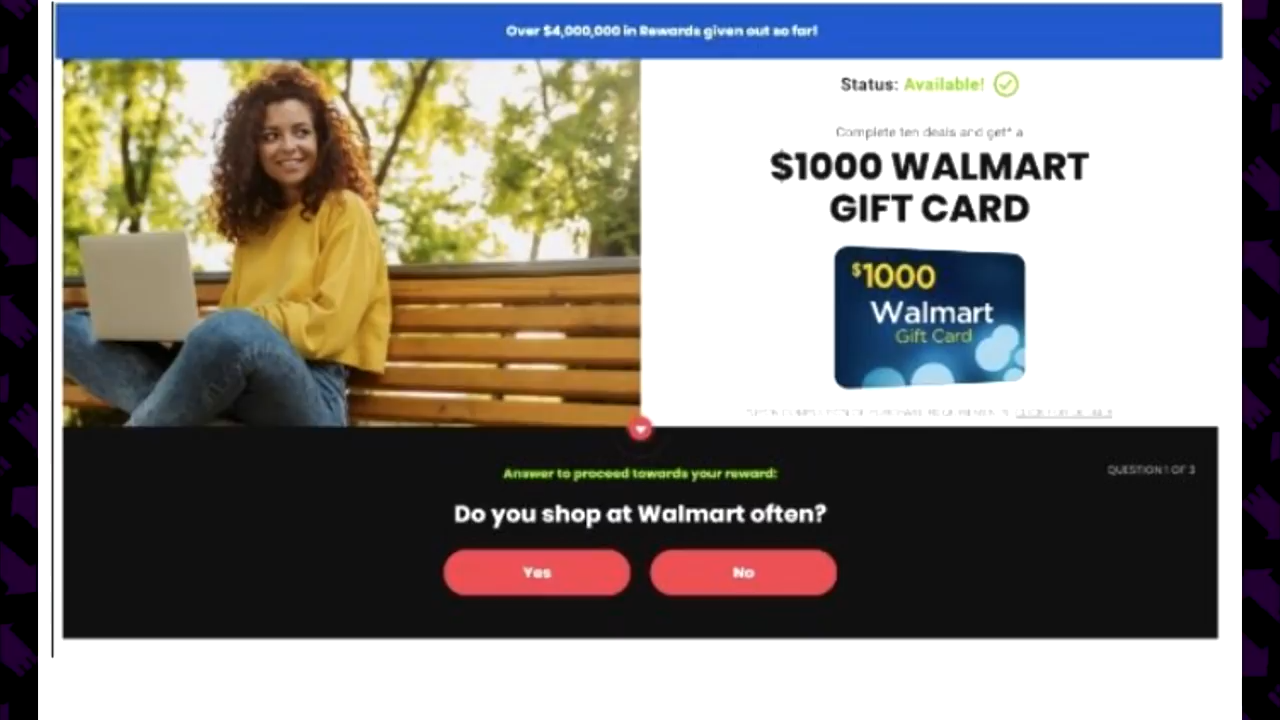 Over $4,000,000 in Rewards given out so far!
Status: Available!
Complete ten deals and get* a
$1000 WALMART
GIFT CARD
$1000
Walmart
Gift Card
Answer to proceed towards your reward:
QUESTION 1 OF 3
Do you shop at Walmart often?
Yes No